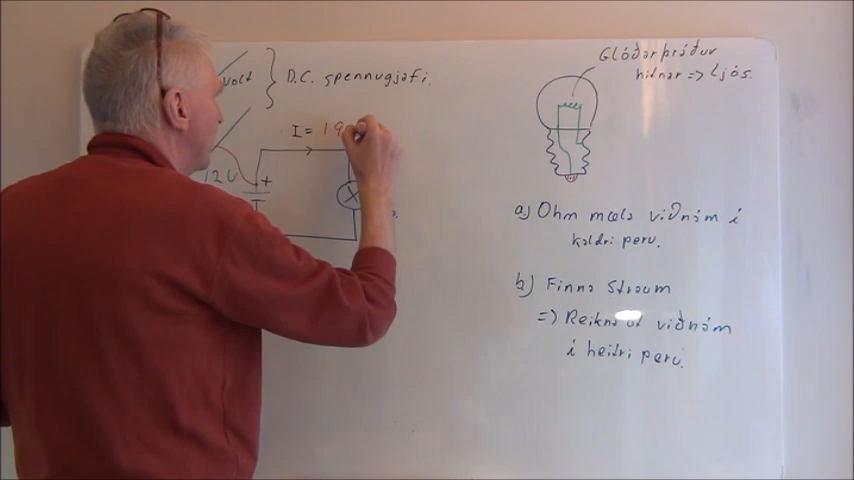 Volt } D.C. spennugjafi.
I = 19
12V +
X
Glóðarþráður
hitnar => Ljós.
a) Ohm mæla viðnám í
kaldri peru.
b) Finna Straum
=) Reikna út viðnám
í heitri peru.